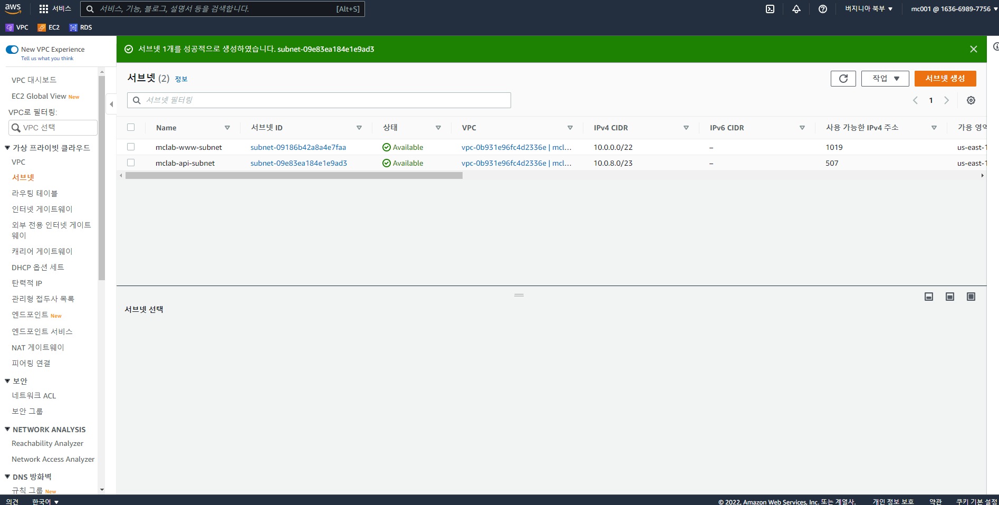 aws
서비스
서비스, 기능, 블로그, 설명서 등을 검색합니다.
[Alt+S]
버지니아 북부
mc001 @ 1636-6989-7756
VPC
EC2
RDS
New VPC Experience
Tell us what you think
VPC 대시보드
EC2 Global View New
VPC로 필터링:
VPC 선택
가상 프라이빗 클라우드
VPC
서브넷
라우팅 테이블
인터넷 게이트웨이
외부 전용 인터넷 게이트
웨이
캐리어 게이트웨이
DHCP 옵션 세트
탄력적 IP
관리형 접두사 목록
엔드포인트 New
엔드포인트 서비스
NAT 게이트웨이
피어링 연결
보안
네트워크 ACL
보안 그룹
NETWORK ANALYSIS
Reachability Analyzer
Network Access Analyzer
DNS 방화벽
규칙 그룹 New
서브넷 1개를 성공적으로 생성하였습니다. subnet-09e83ea184e1e9ad3
서브넷 (2) 정보
작업
서브넷 생성
서브넷 필터링
1
Name 서브넷 ID 상태 VPC IPv4 CIDR IPv6 CIDR 사용 가능한 IPv4 주소 가용 영역
mclab-www-subnet subnet-09186b42a8a4e7faa Available vpc-0b931e96fc4d2336e | mcl... 10.0.0.0/22 – 1019 us-east-1
mclab-api-subnet subnet-09e83ea184e1e9ad3 Available vpc-0b931e96fc4d2336e | mcl... 10.0.8.0/23 – 507 us-east-1
서브넷 선택
의견
한국어
© 2022, Amazon Web Services, Inc. 또는 계열사.
개인 정보 보호
약관
쿠키 기본 설정